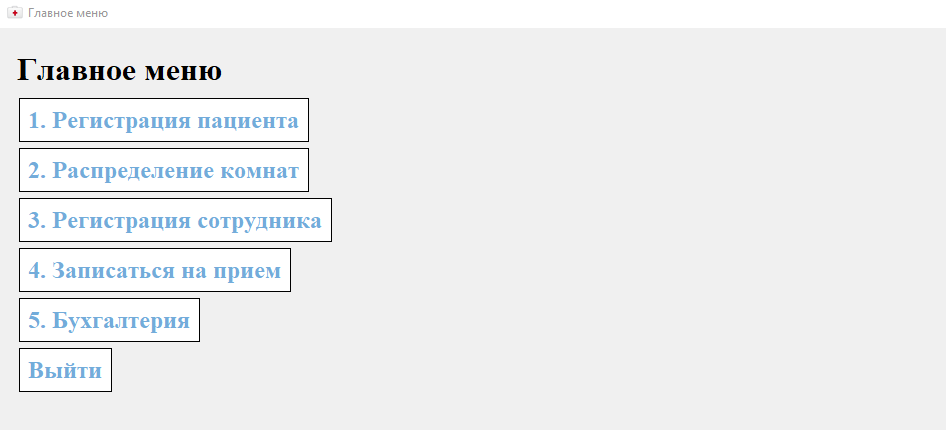 Главное меню
Главное меню
1. Регистрация пациента
2. Распределение комнат
3. Регистрация сотрудника
4. Записаться на прием
5. Бухгалтерия
Выйти